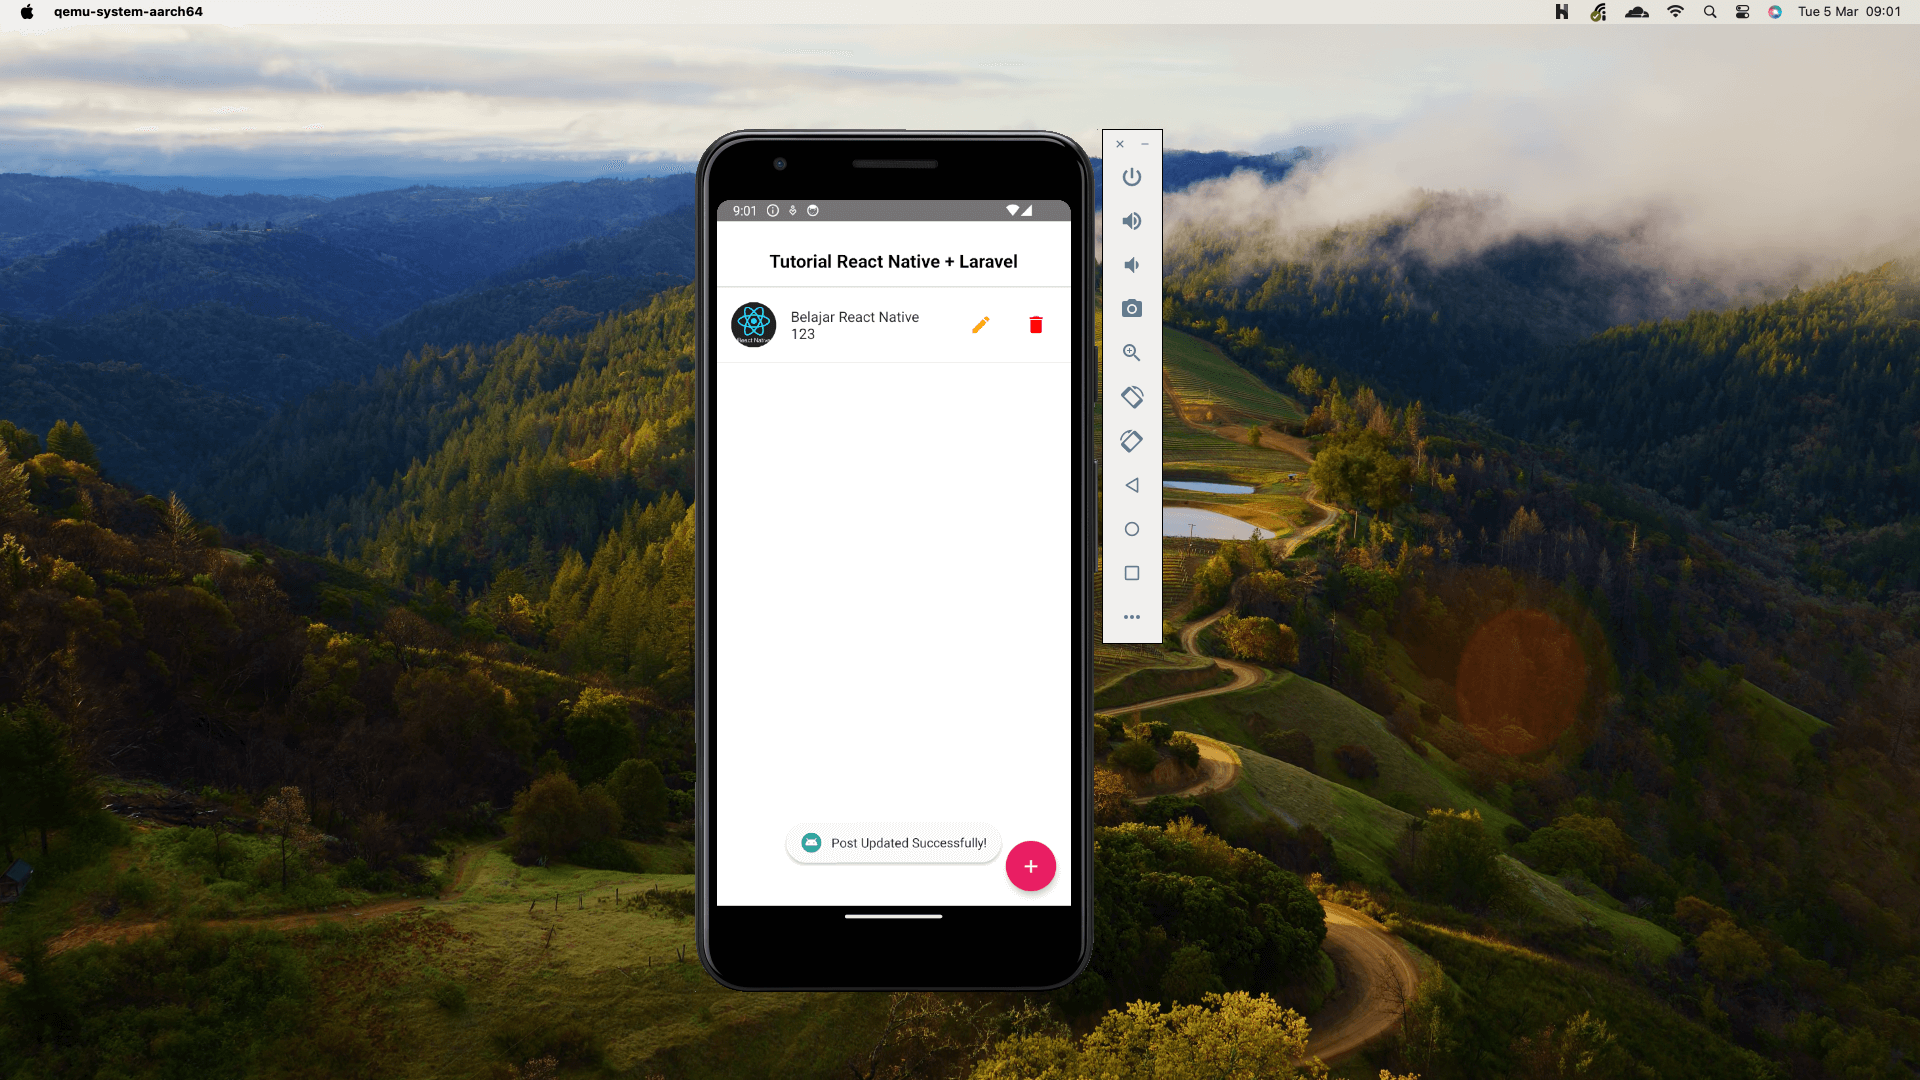 qemu-system-aarch64
Tue 5 Mar 09:01
9:01
Tutorial React Native + Laravel
React Native
Belajar React Native
123
Post Updated Successfully!